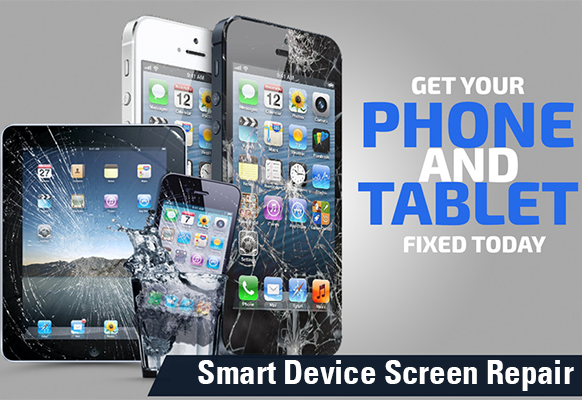 GET YOUR
PHONE
AND
TABLET
FIXED TODAY
Smart Device Screen Repair